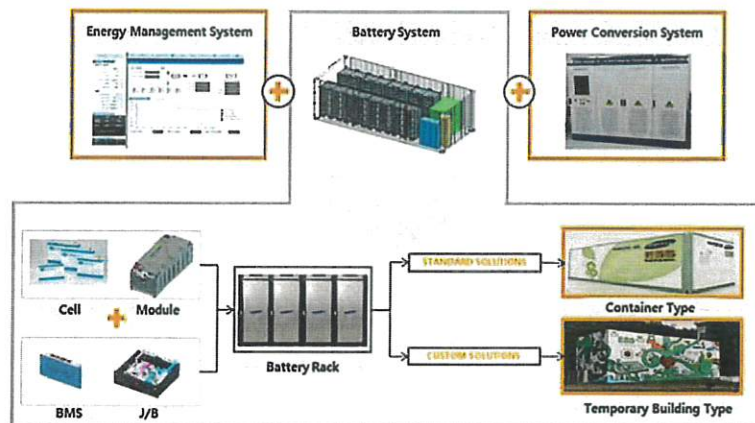 Energy Management System
Battery System
Power Conversion System
Cell
Module
BMS
J/B
Battery Rack
STANDARD SOLUTIONS
CUSTOM SOLUTIONS
Container Type
Temporary Building Type